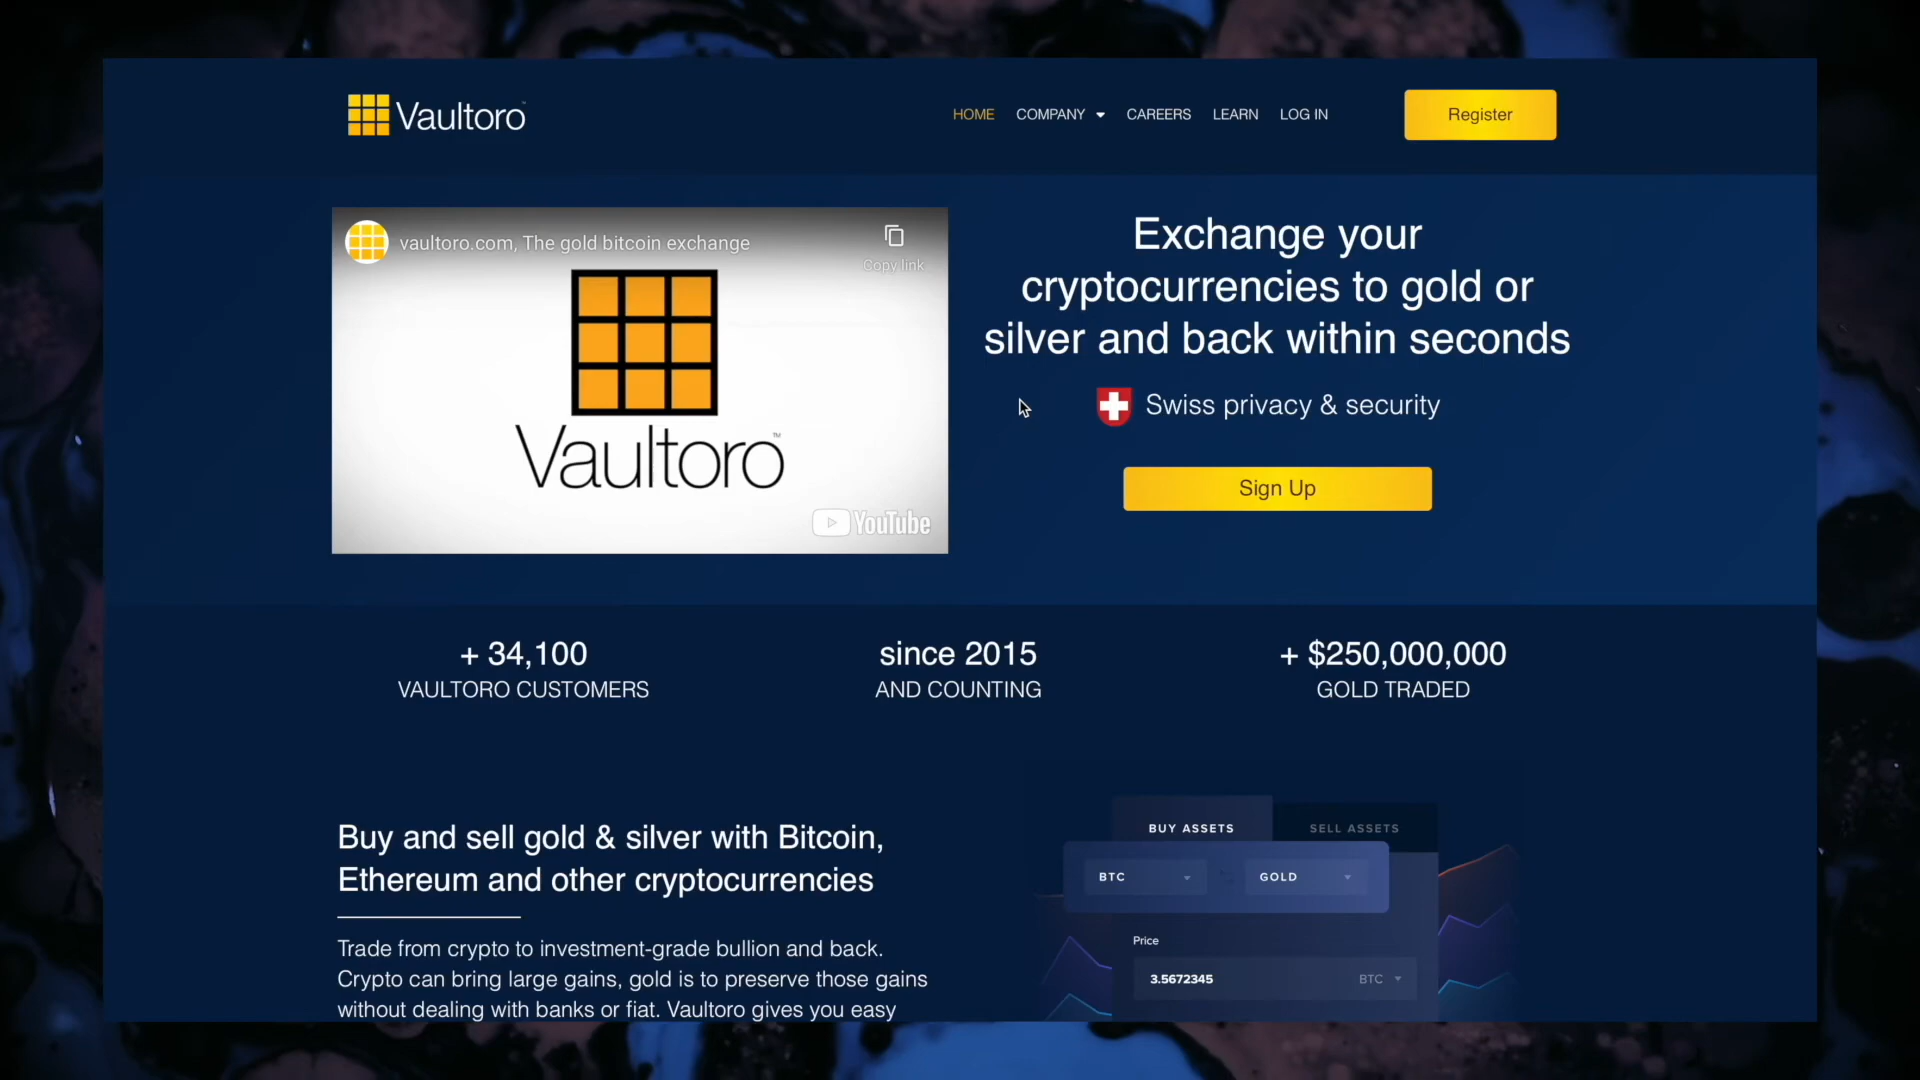 Vaultoro
HOME COMPANY CAREERS LEARN LOG IN Register
vaultoro.com, The gold bitcoin exchange
Copy link
Vaultoro™
YouTube
Exchange your
cryptocurrencies to gold or
silver and back within seconds
Swiss privacy & security
Sign Up
+ 34,100
VAULTORO CUSTOMERS
since 2015
AND COUNTING
+ $250,000,000
GOLD TRADED
Buy and sell gold & silver with Bitcoin,
Ethereum and other cryptocurrencies
Trade from crypto to investment-grade bullion and back.
Crypto can bring large gains, gold is to preserve those gains
without dealing with banks or fiat. Vaultoro gives you easy
BUY ASSETS SELL ASSETS
BTC GOLD
Price
3.5672345 BTC